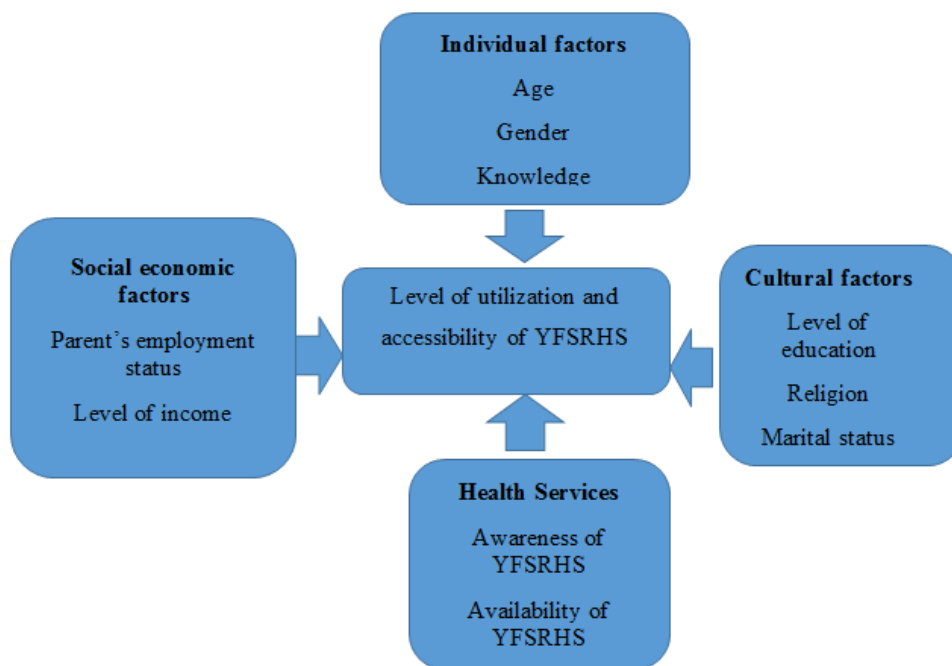 Individual factors
Age
Gender
Knowledge
Social economic
factors
Parent’s employment
status
Level of income
Level of utilization and
accessibility of YFSRHS
Cultural factors
Level of
education
Religion
Marital status
Health Services
Awareness of
YFSRHS
Availability of
YFSRHS